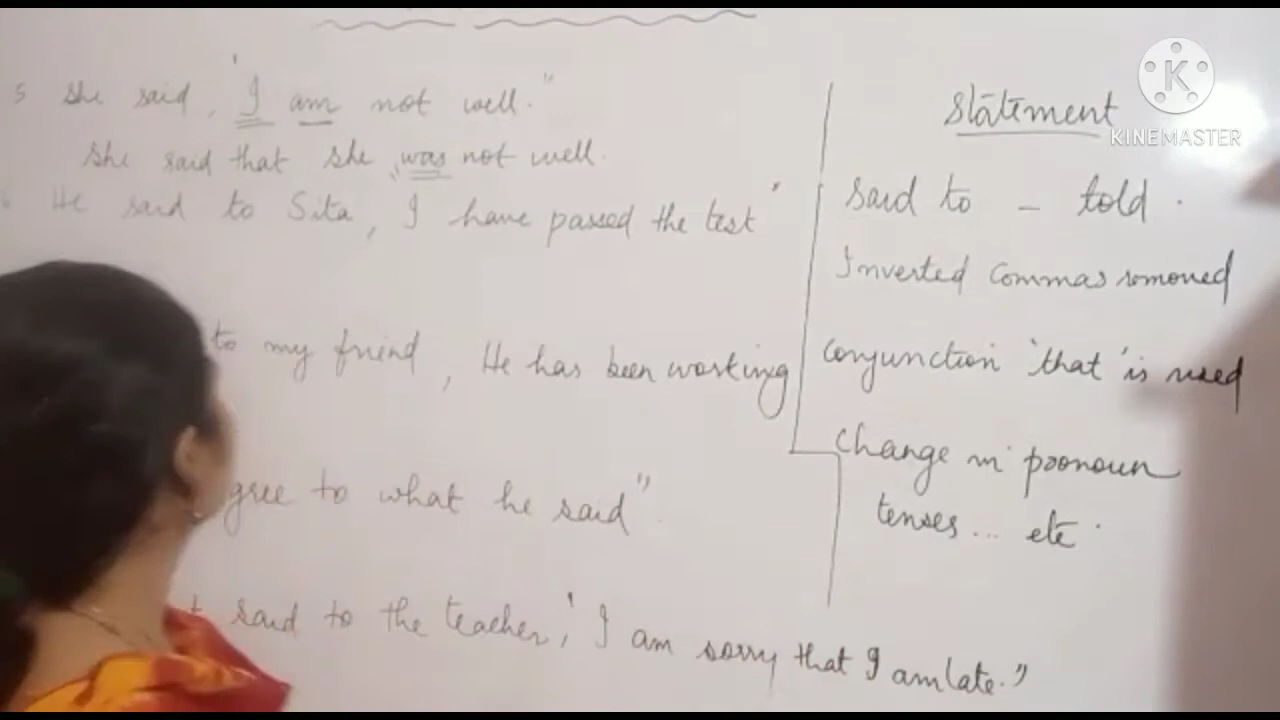 5 She said, 'I am not well."
She said that she "was not well.
He said to Sita, I have passed the test'
to my friend, He has been working
gree to what he said"
said to the teacher,' I am sorry that I am late."
Statement
said to - told.
Inverted commas romoved
conjunction 'that' is used
change in pronoun
tenses... etc.
K
KINEMASTER